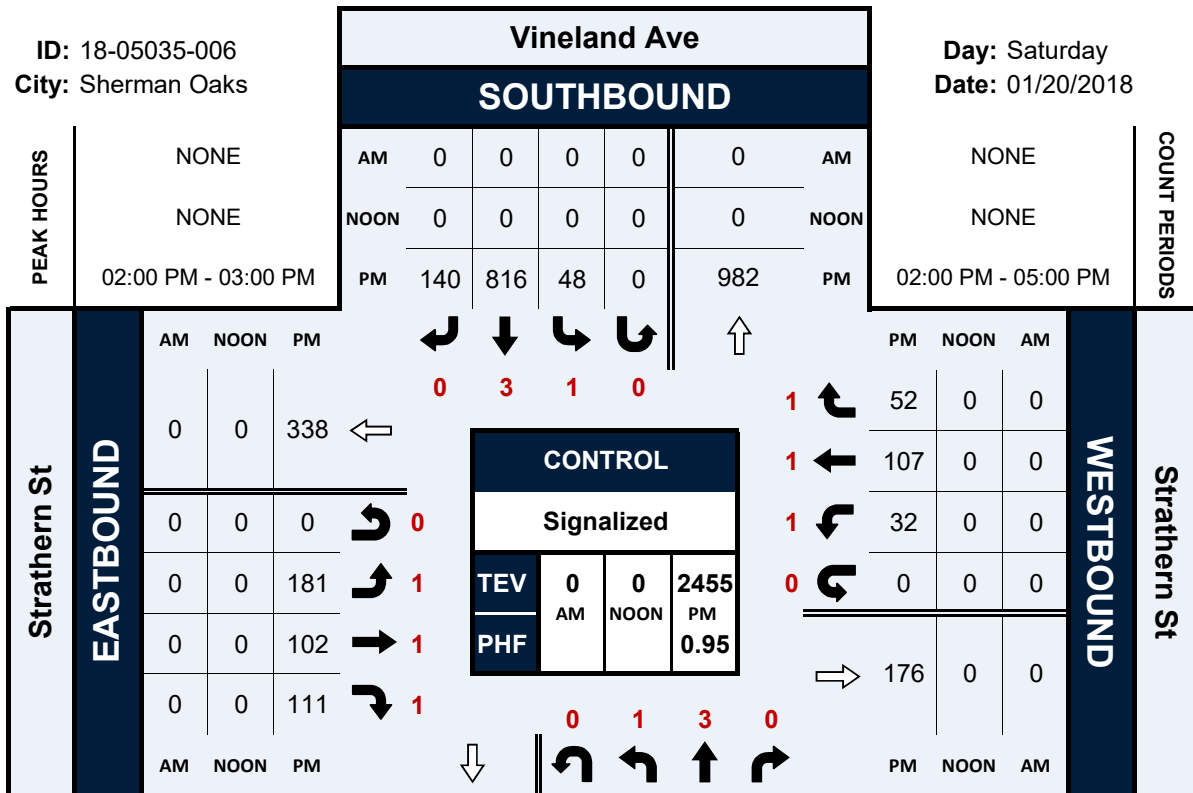 ID: 18-05035-006
City: Sherman Oaks
Vineland Ave
SOUTHBOUND
Day: Saturday
Date: 01/20/2018
PEAK HOURS
NONE
NONE
02:00 PM - 03:00 PM
AM 0 0 0 0 0 AM
NOON 0 0 0 0 0 NOON
PM 140 816 48 0 982 PM
NONE
NONE
02:00 PM - 05:00 PM
COUNT PERIODS
0 3 1 0
Strathern St
EASTBOUND
AM NOON PM
0 0 338
0 0 0 0
0 0 181 1
0 0 102 1
0 0 111 1
AM NOON PM
CONTROL
Signalized
TEV 0 0 2455
AM NOON PM
PHF 0.95
PM NOON AM
1 52 0 0
1 107 0 0
1 32 0 0
0 0 0 0
176 0 0
PM NOON AM
WESTBOUND
Strathern St
0 1 3 0